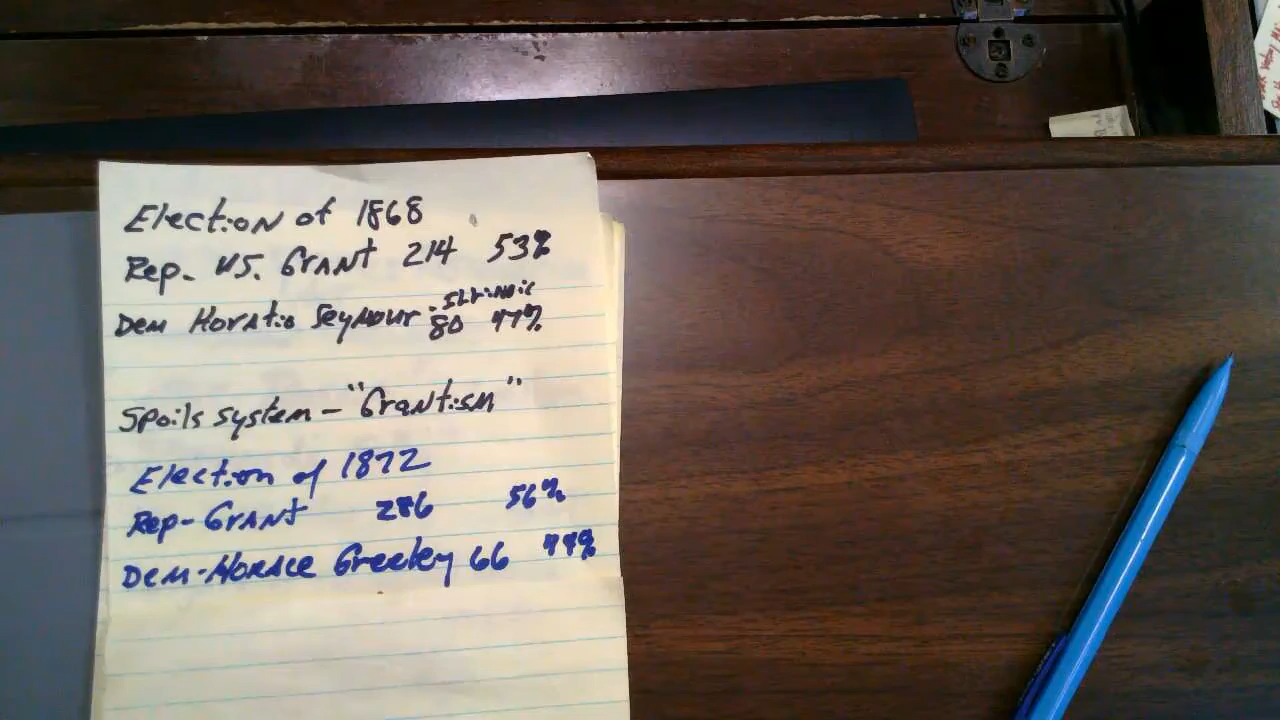 Election of 1868
Rep. U.S. Grant 214 53%
Dem Horatio Seymour - 80 47%
Spoils system - "Grantism"
Election of 1872
Rep- Grant 286 56%
Dem-Horace Greeley 66 44%